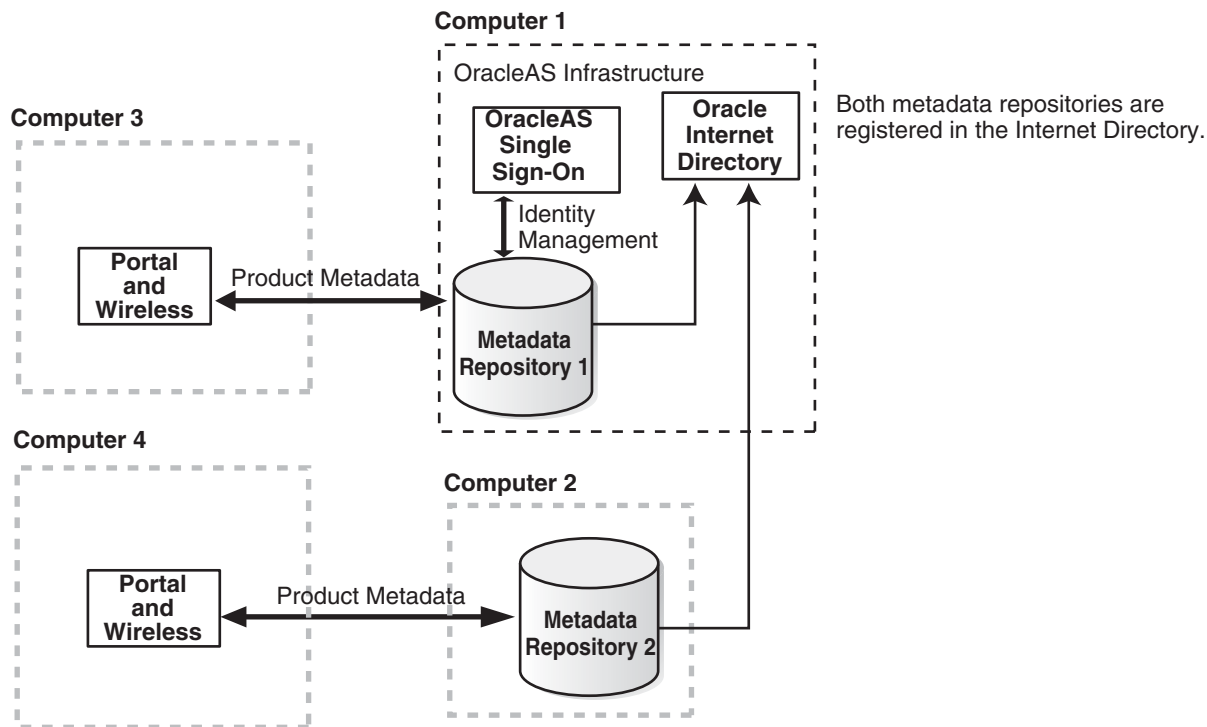 Computer 1
OracleAS Infrastructure
OracleAS
Single
Sign-On
Oracle
Internet
Directory
Both metadata repositories are
registered in the Internet Directory.
Computer 3
Identity
Management
Portal
and
Wireless
Product Metadata
Metadata
Repository 1
Computer 4
Computer 2
Portal
and
Wireless
Product Metadata
Metadata
Repository 2